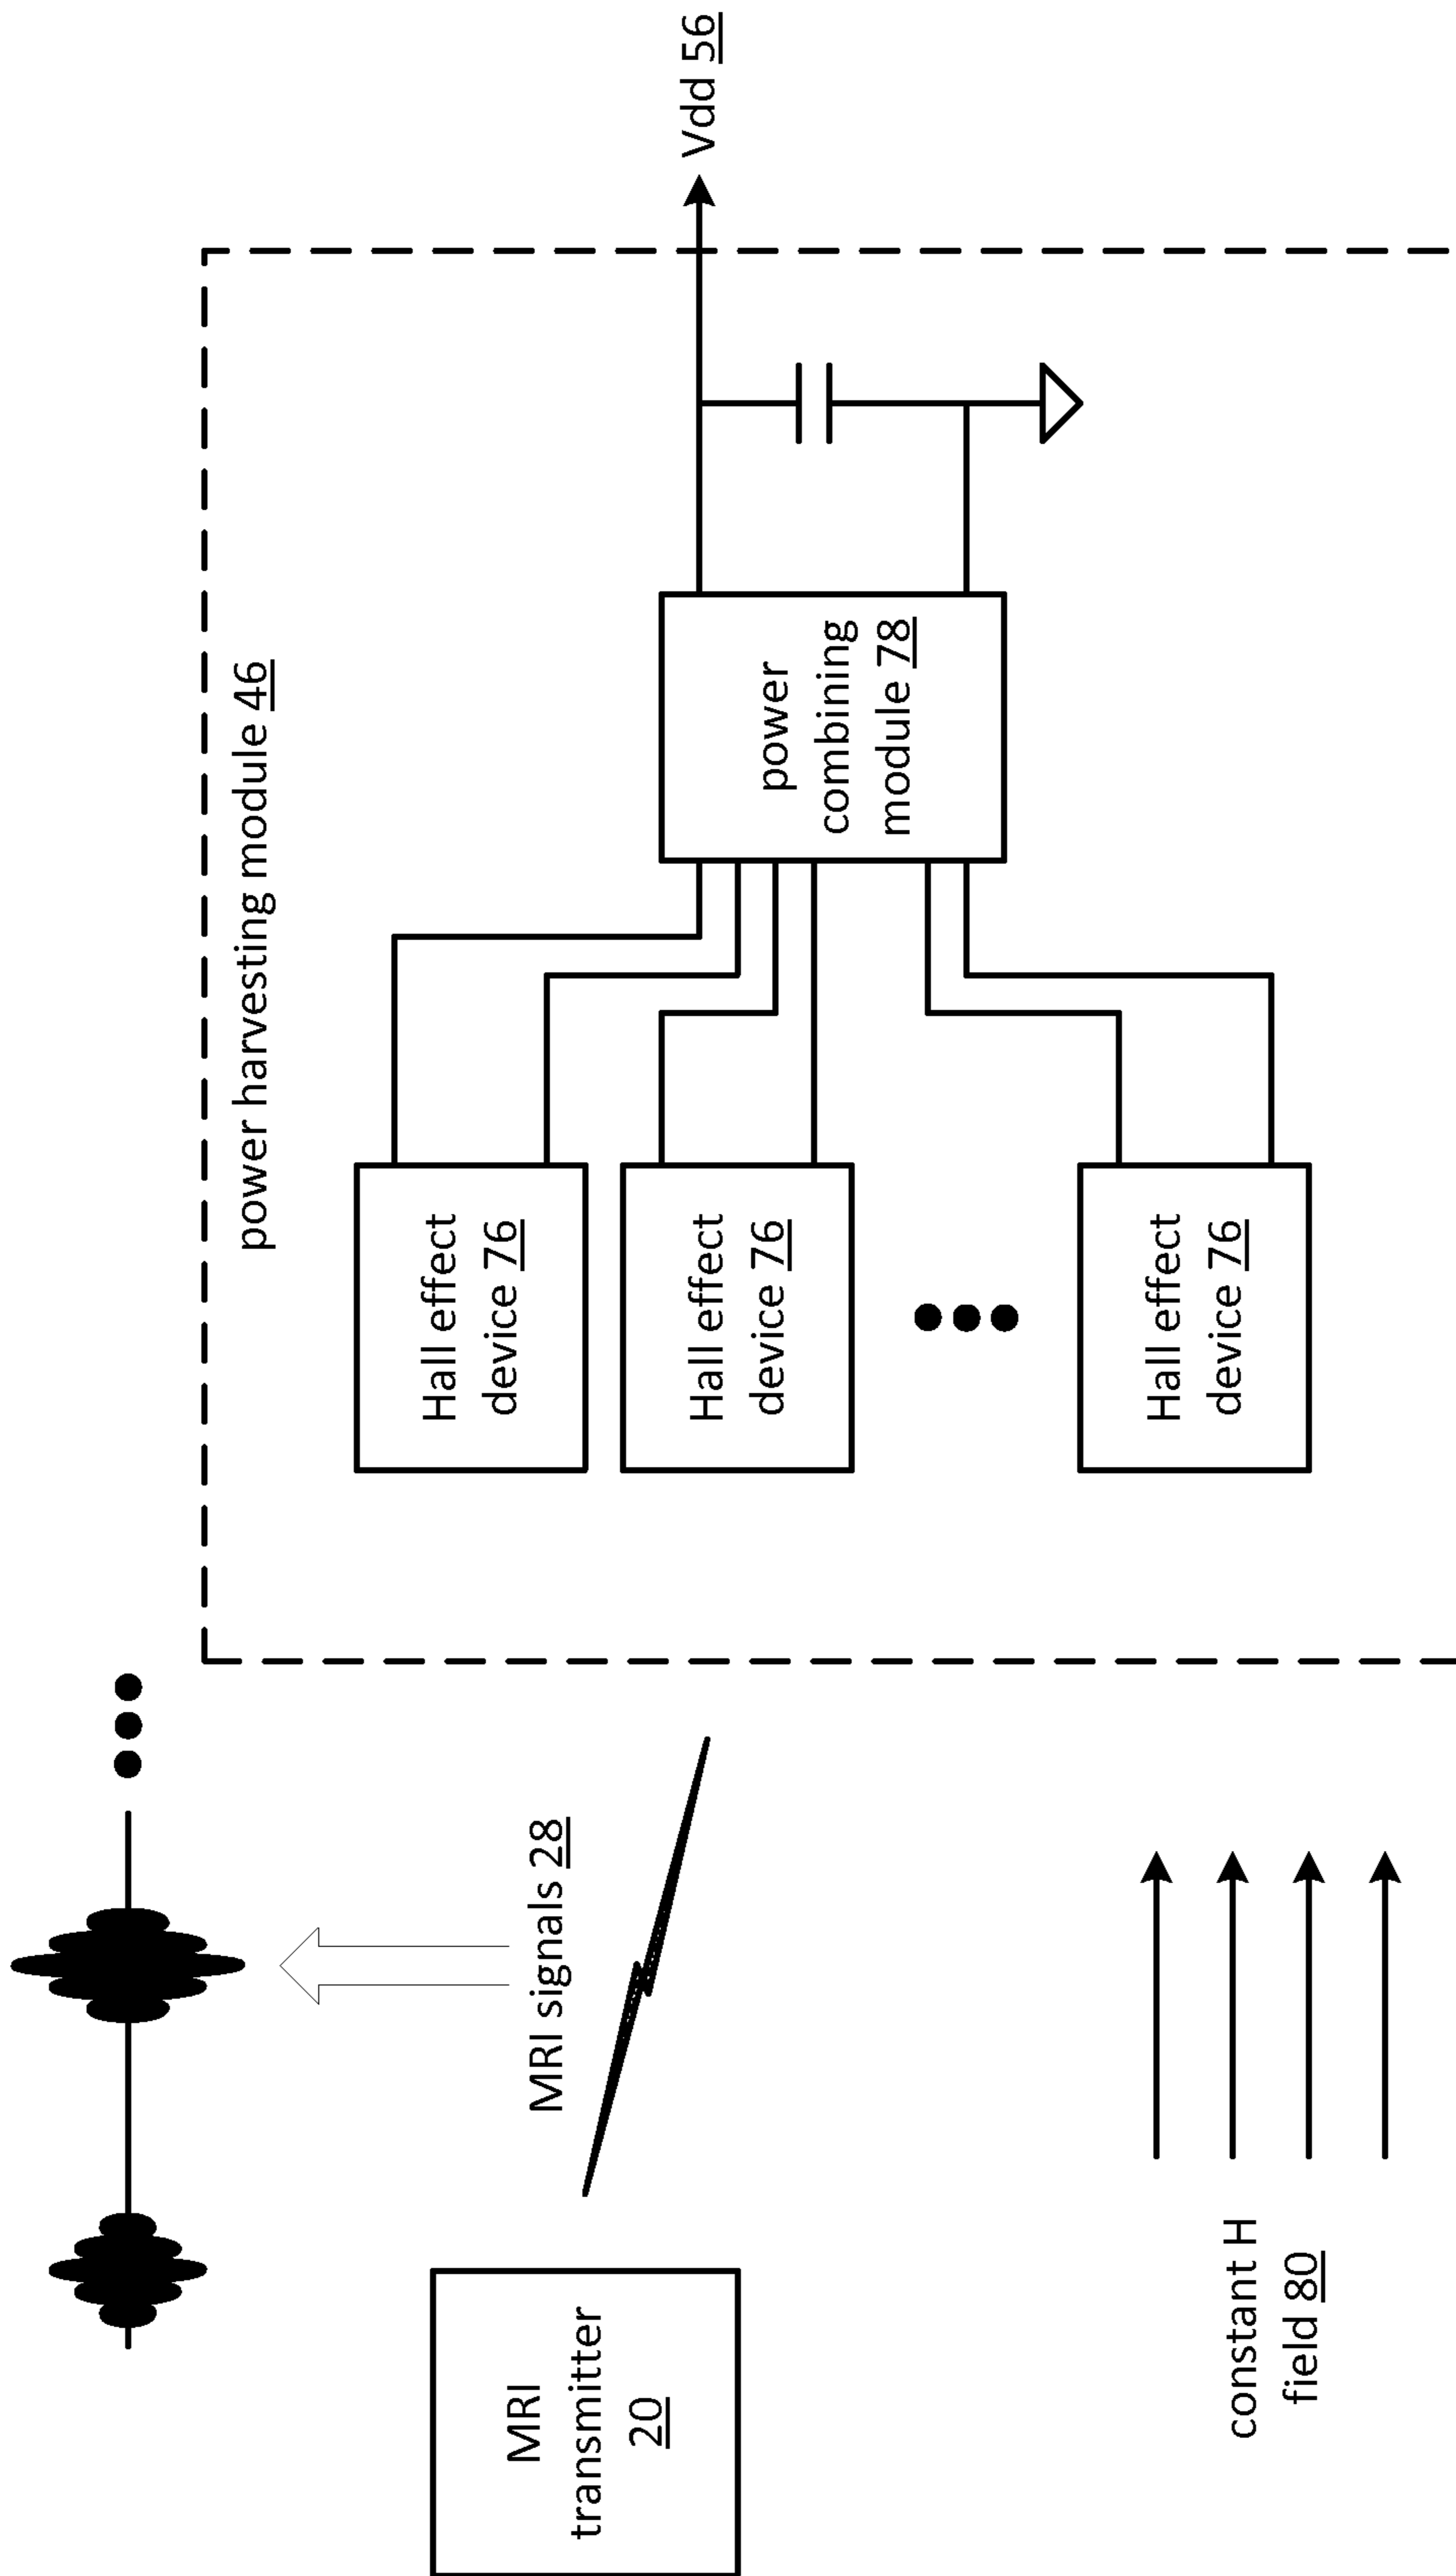 MRI
transmitter
20
MRI signals 28
constant H
field 80
power harvesting module 46
Hall effect
device 76
Hall effect
device 76
Hall effect
device 76
power
combining
module 78
Vdd 56